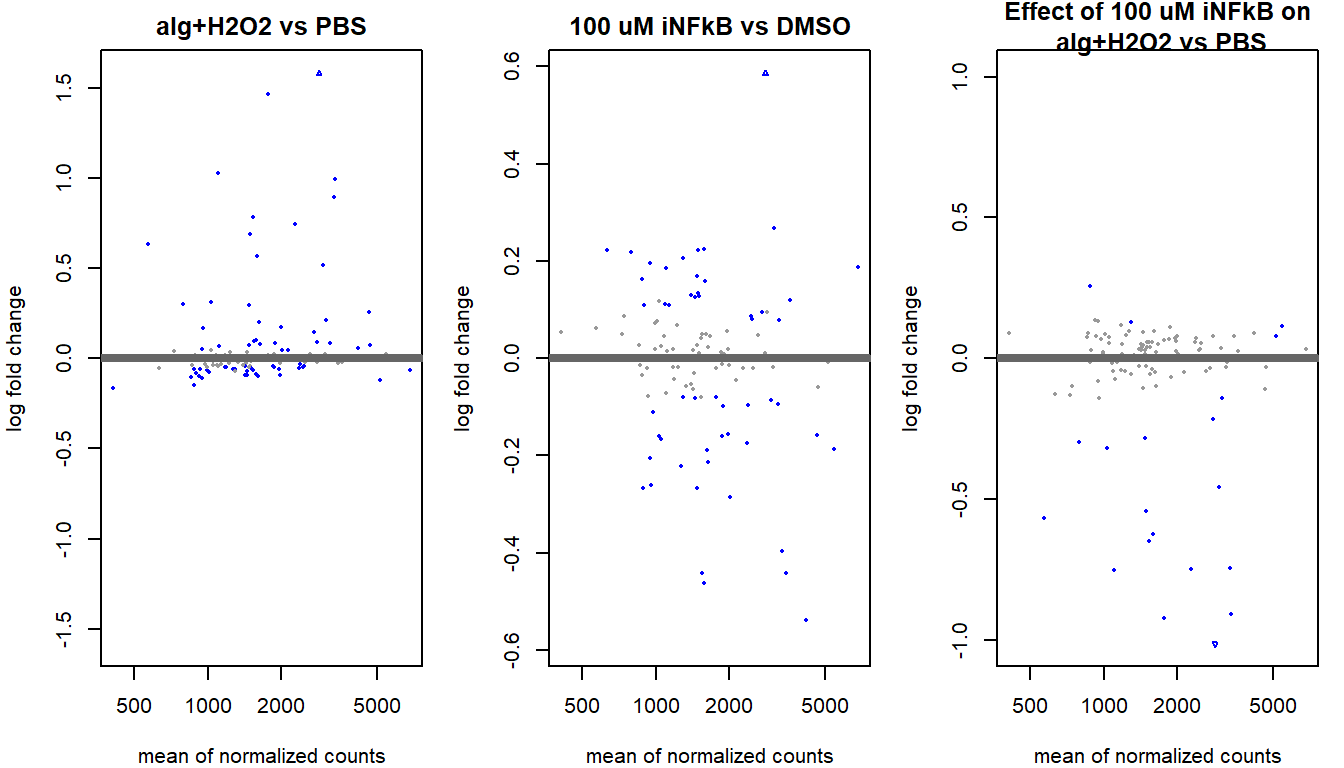 alg+H2O2 vs PBS
log fold change
1.5
1.0
0.5
0.0
-0.5
-1.0
-1.5
500 1000 2000 5000
mean of normalized counts
100 uM iNFkB vs DMSO
log fold change
0.6
0.4
0.2
0.0
-0.2
-0.4
-0.6
500 1000 2000 5000
mean of normalized counts
Effect of 100 uM iNFkB on
alg+H2O2 vs PBS
log fold change
1.0
0.5
0.0
-0.5
-1.0
500 1000 2000 5000
mean of normalized counts